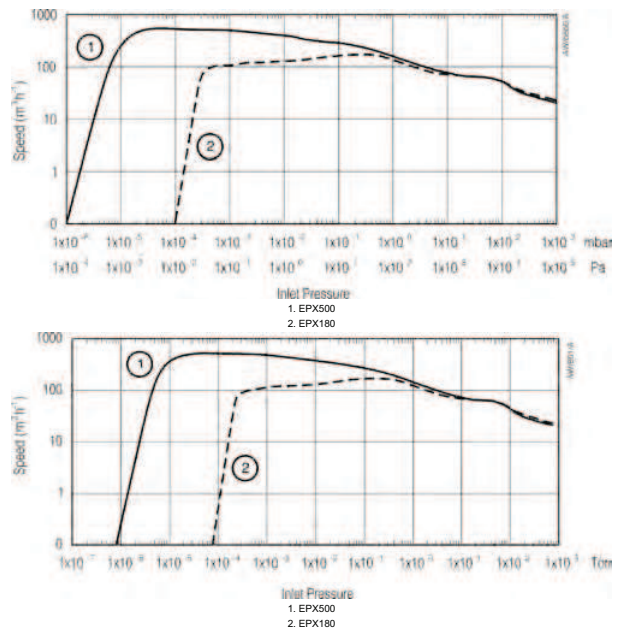 1000
100
10
1
0
Speed (m³h⁻¹)
1
2
1x10⁻⁶ 1x10⁻⁵ 1x10⁻⁴ 1x10⁻³ 1x10⁻² 1x10⁻¹ 1x10⁰ 1x10¹ 1x10² 1x10³ mbar
1x10⁻⁴ 1x10⁻³ 1x10⁻² 1x10⁻¹ 1x10⁰ 1x10¹ 1x10² 1x10³ 1x10⁴ 1x10⁵ Pa
Inlet Pressure
1. EPX500
2. EPX180
1000
100
10
1
0
Speed (m³h⁻¹)
1
2
1x10⁻⁷ 1x10⁻⁶ 1x10⁻⁵ 1x10⁻⁴ 1x10⁻³ 1x10⁻² 1x10⁻¹ 1x10⁰ 1x10¹ 1x10² 1x10³ Torr
Inlet Pressure
1. EPX500
2. EPX180